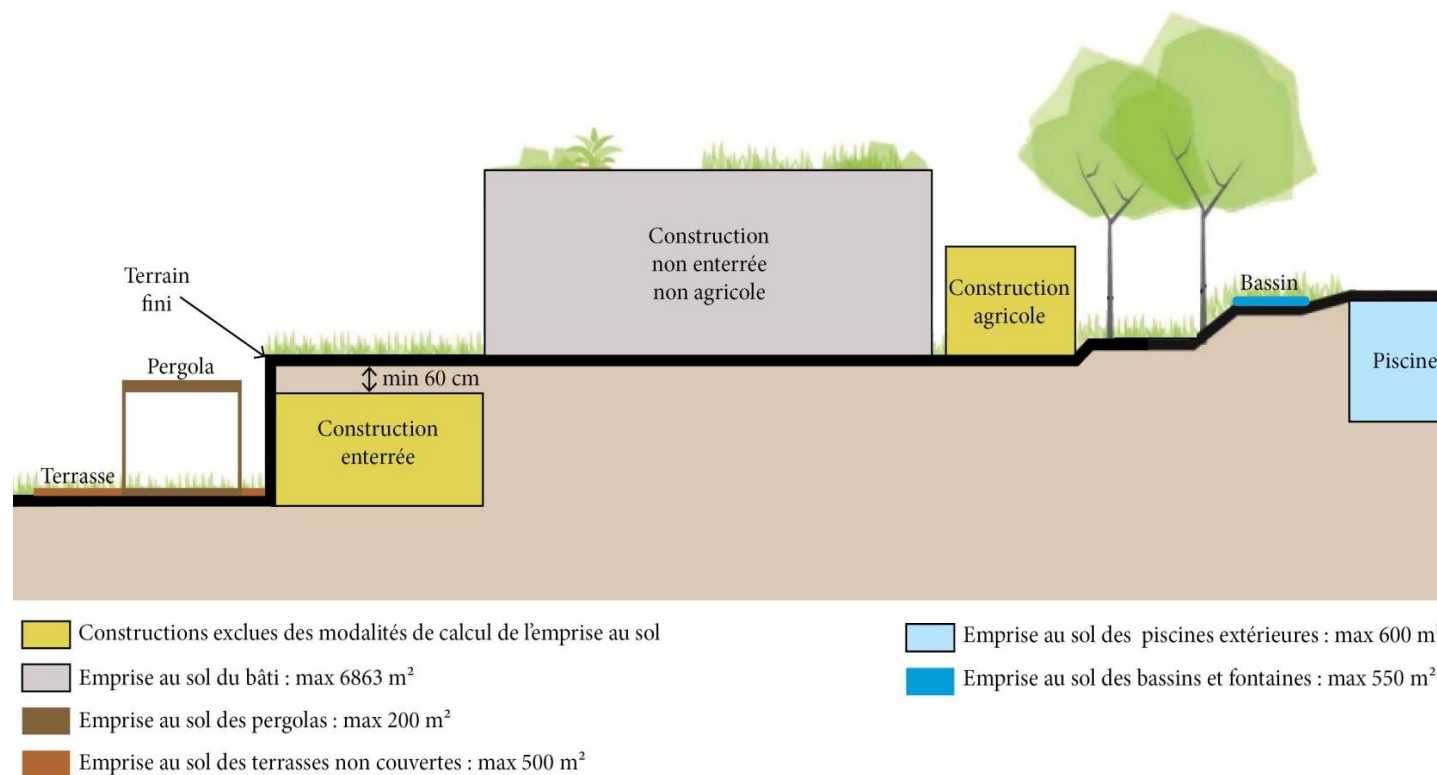 Construction
non enterrée
non agricole
Terrain
fini
Construction
agricole
Bassin
Pergola
min 60 cm
Piscine
Construction
enterrée
Terrasse
Constructions exclues des modalités de calcul de l'emprise au sol
Emprise au sol du bâti : max 6863 m²
Emprise au sol des pergolas : max 200 m²
Emprise au sol des terrasses non couvertes : max 500 m²
Emprise au sol des piscines extérieures : max 600 m²
Emprise au sol des bassins et fontaines : max 550 m²